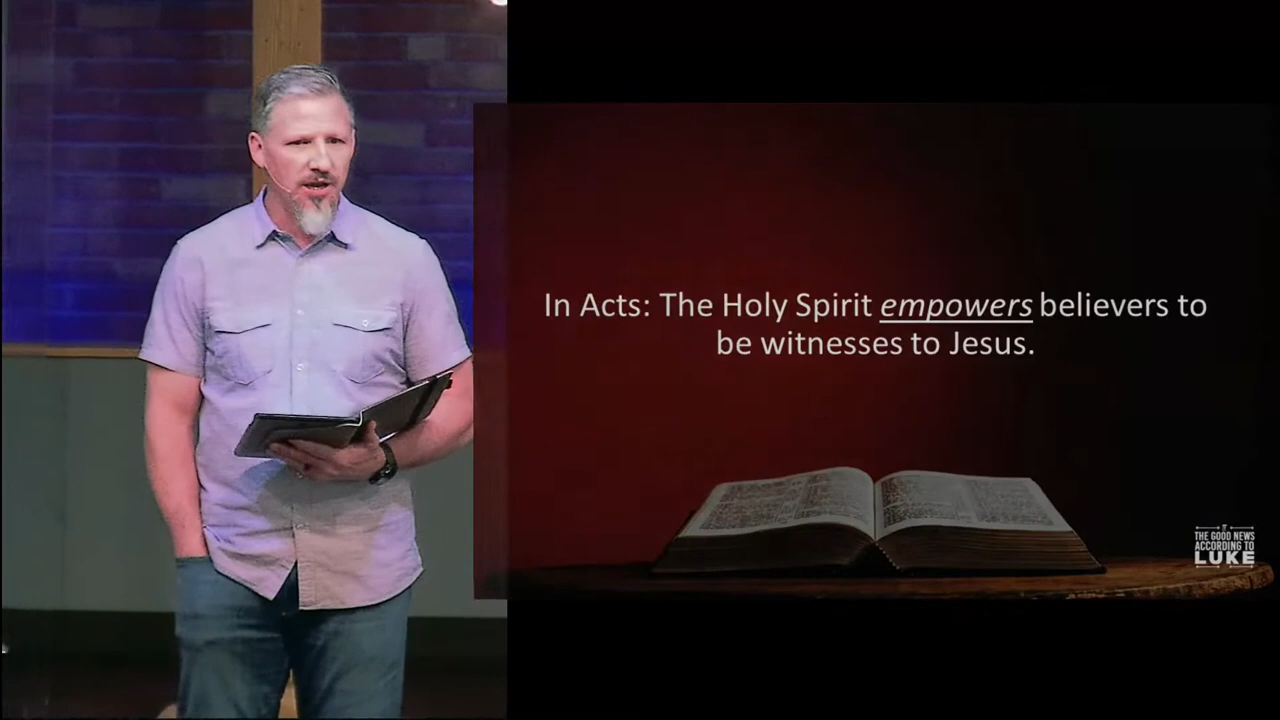 In Acts: The Holy Spirit empowers believers to
be witnesses to Jesus.
THE GOOD NEWS
ACCORDING TO
LUKE